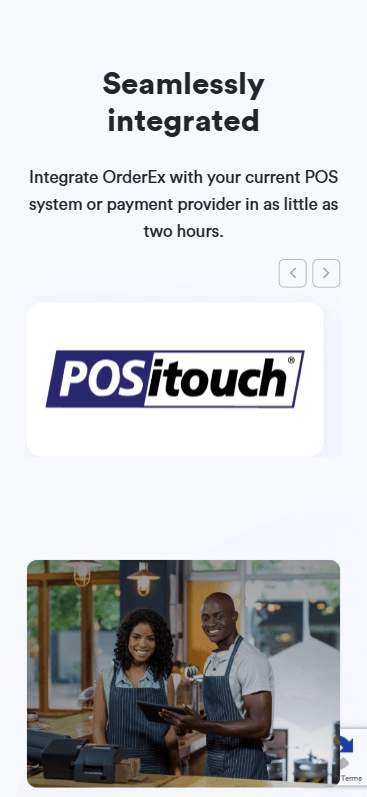 Seamlessly
integrated
Integrate OrderEx with your current POS
system or payment provider in as little as
two hours.
POSitouch®
Terms